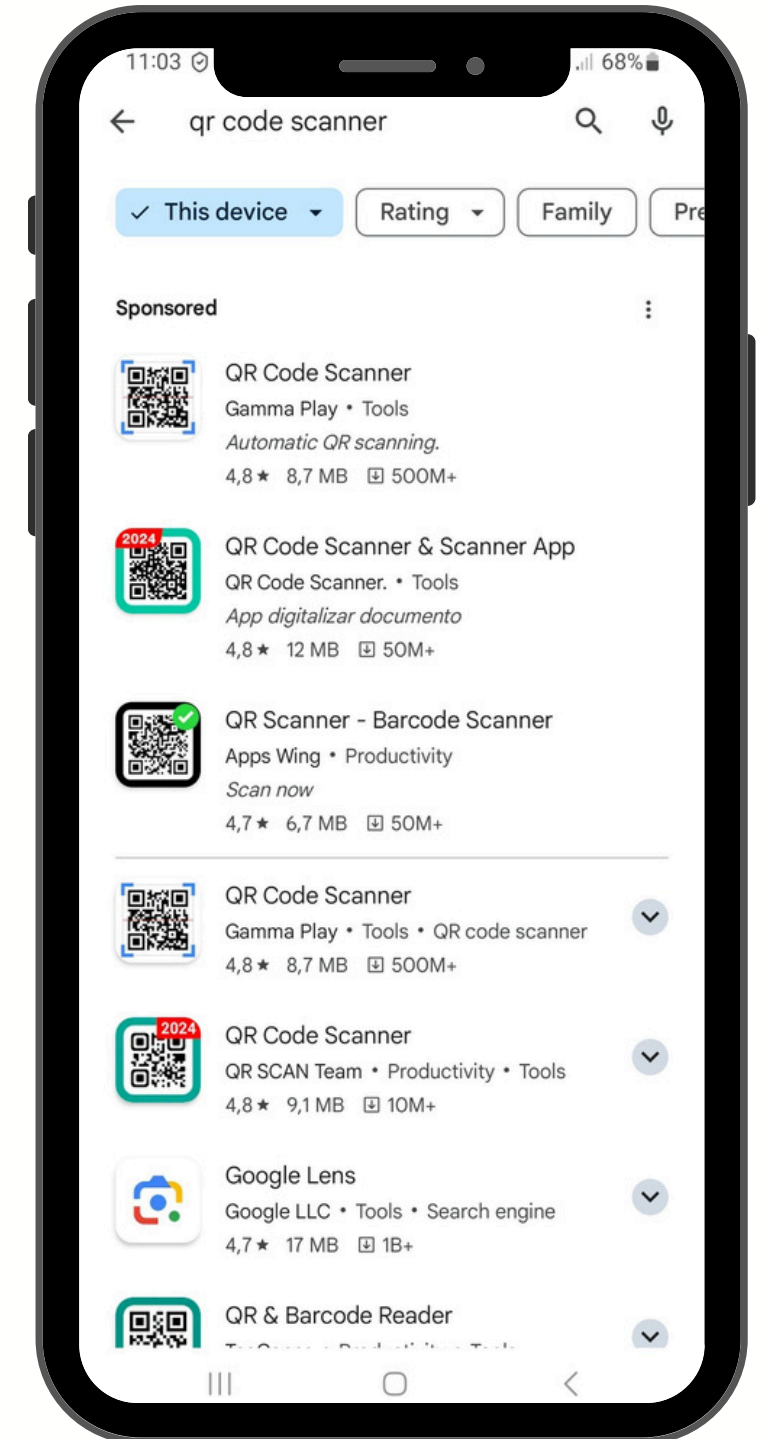 11:03 68%
qr code scanner
This device Rating Family Pre
Sponsored
QR Code Scanner
Gamma Play • Tools
Automatic QR scanning.
4,8★ 8,7 MB 500M+
2024
QR Code Scanner & Scanner App
QR Code Scanner. • Tools
App digitalizar documento
4,8★ 12 MB 50M+
QR Scanner - Barcode Scanner
Apps Wing • Productivity
Scan now
4,7★ 6,7 MB 50M+
QR Code Scanner
Gamma Play • Tools • QR code scanner
4,8★ 8,7 MB 500M+
2024
QR Code Scanner
QR SCAN Team • Productivity • Tools
4,8★ 9,1 MB 10M+
Google Lens
Google LLC • Tools • Search engine
4,7★ 17 MB 1B+
QR & Barcode Reader